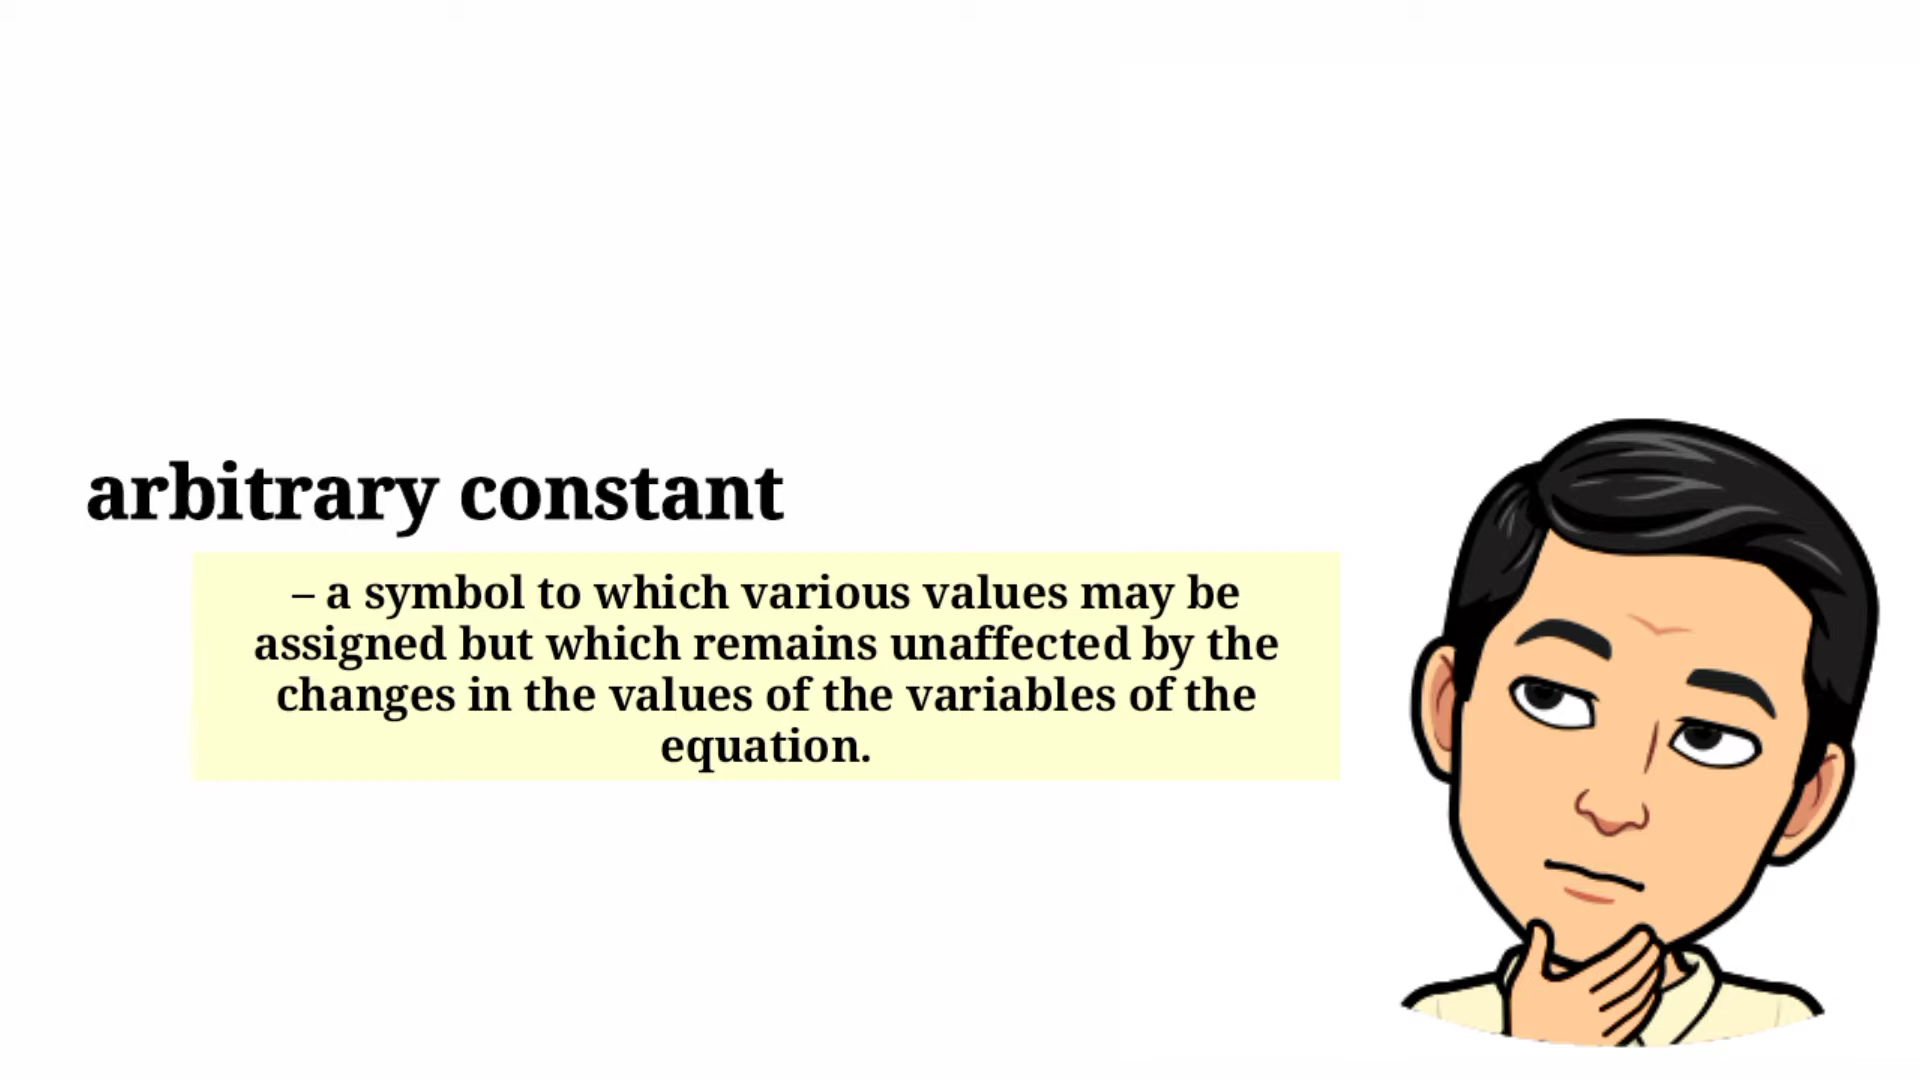 arbitrary constant
– a symbol to which various values may be
assigned but which remains unaffected by the
changes in the values of the variables of the
equation.